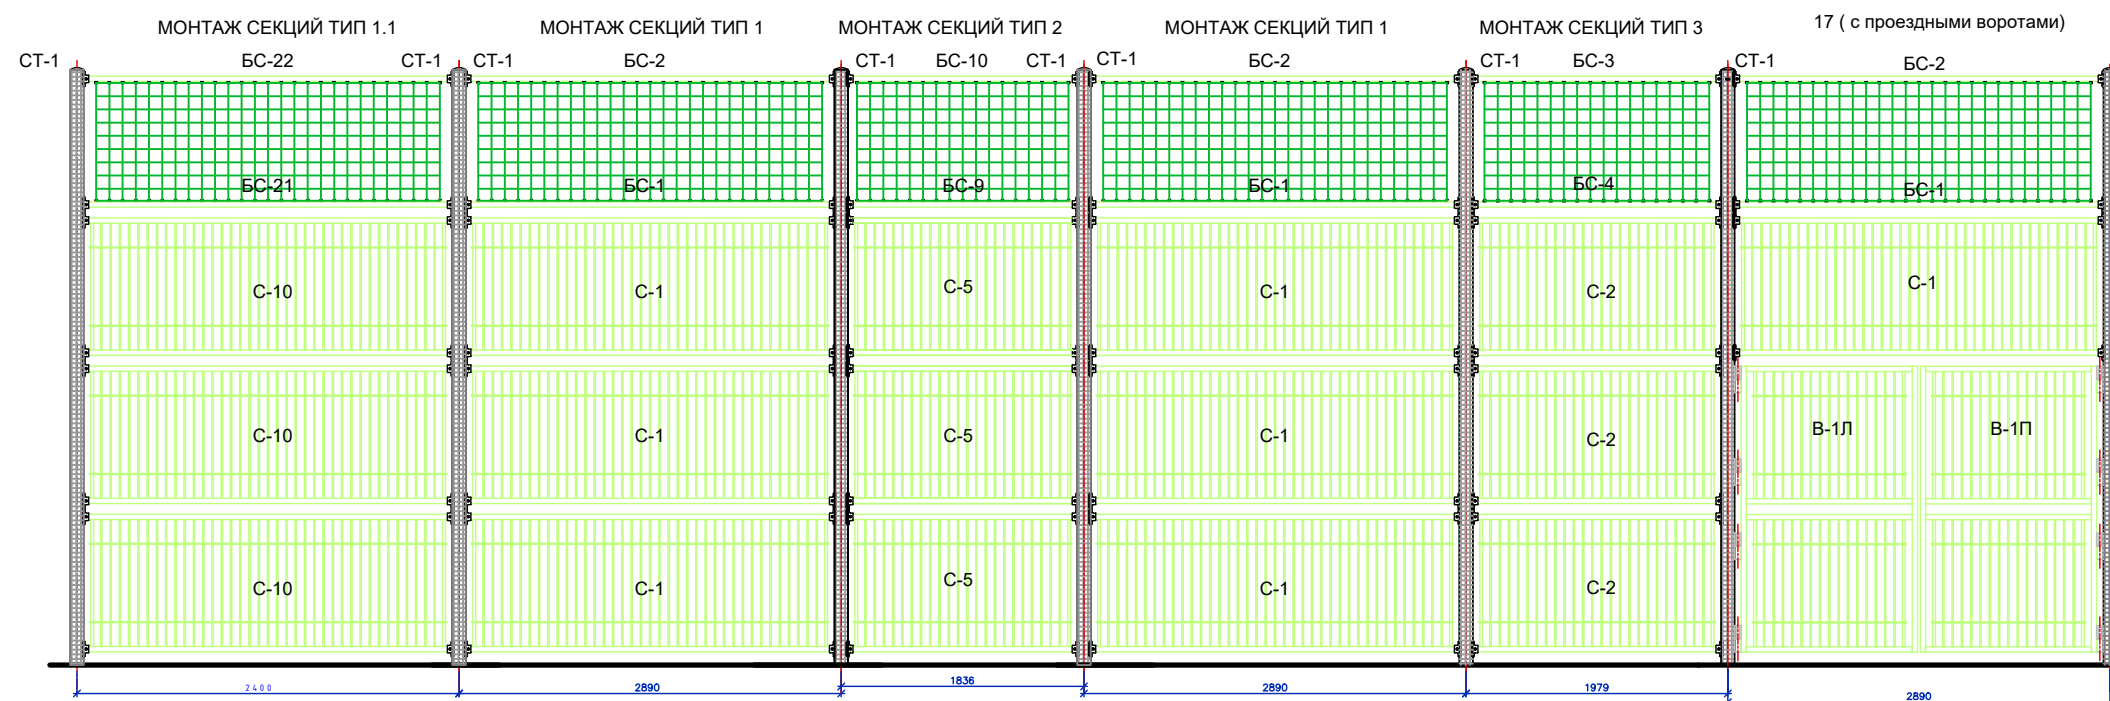 МОНТАЖ СЕКЦИЙ ТИП 1.1
МОНТАЖ СЕКЦИЙ ТИП 1
МОНТАЖ СЕКЦИЙ ТИП 2
МОНТАЖ СЕКЦИЙ ТИП 1
МОНТАЖ СЕКЦИЙ ТИП 3
17 ( с проездными воротами)
СТ-1
БС-22
СТ-1
СТ-1
БС-2
СТ-1
БС-10
СТ-1
СТ-1
БС-2
СТ-1
БС-3
СТ-1
БС-2
БС-21
БС-1
БС-9
БС-1
БС-4
БС-1
С-10
С-1
С-5
С-1
С-2
С-1
С-10
С-1
С-5
С-1
С-2
В-1Л
В-1П
С-10
С-1
С-5
С-1
С-2
2400
2890
1836
2890
1979
2890